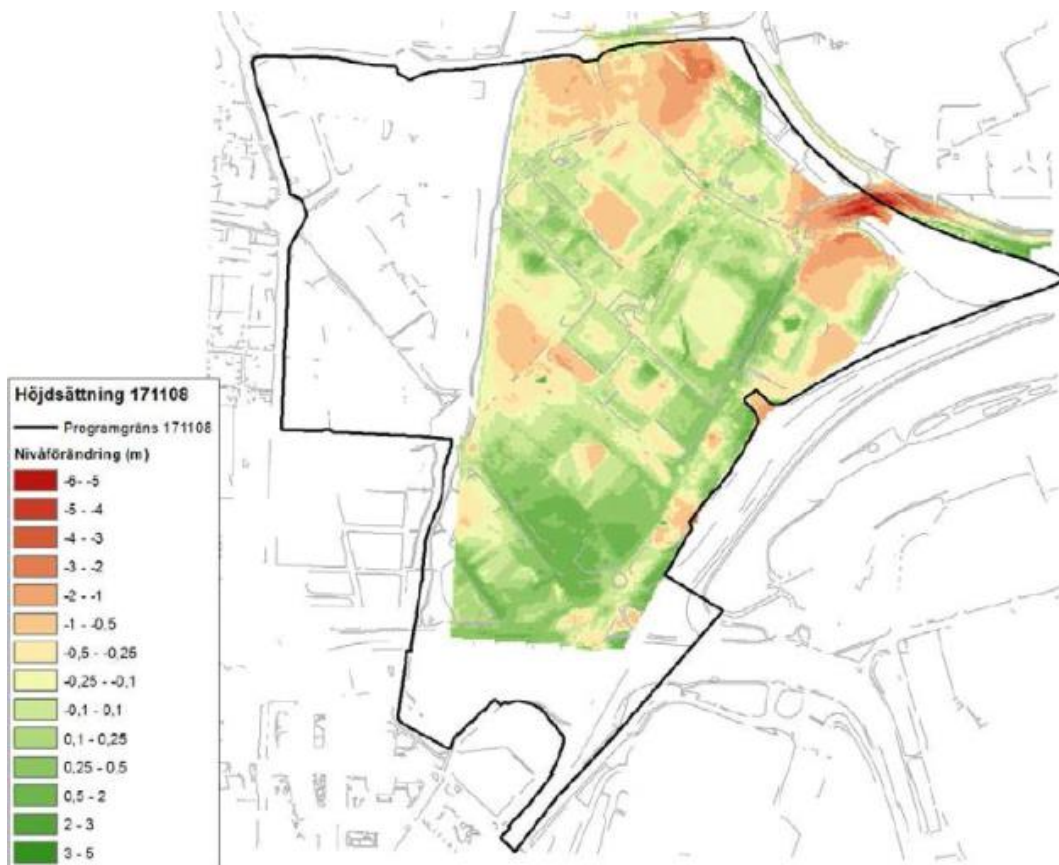 Höjdsättning 171108
Programgräns 171108
Nivåförändring (m)
-6- -5
-5 - -4
-4 - -3
-3 - -2
-2 - -1
-1 - -0.5
-0,5 - -0,25
-0,25 - -0,1
-0,1 - 0,1
0,1 - 0,25
0,25 - 0,5
0,5 - 2
2 - 3
3 - 5